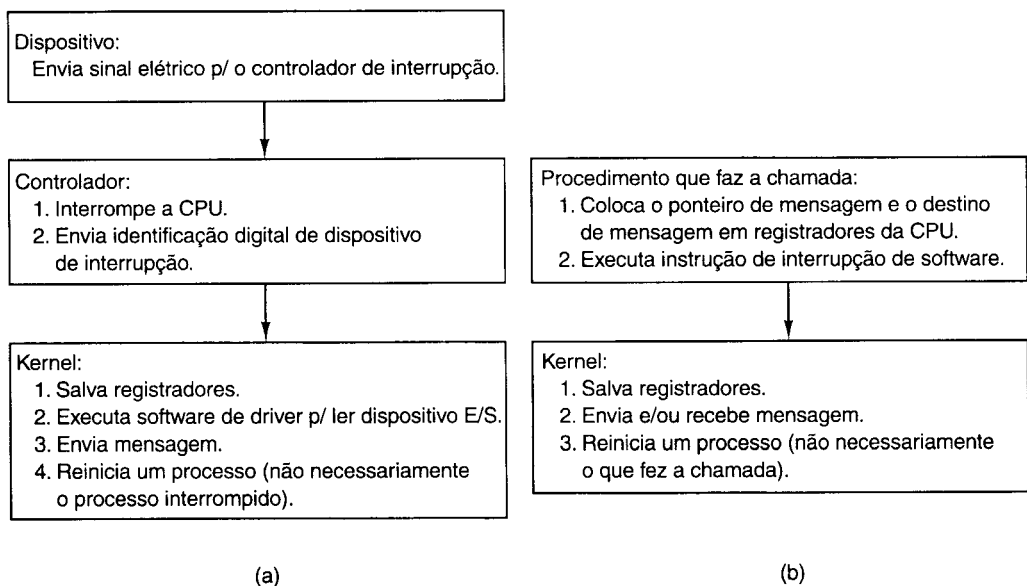 Dispositivo:
Envia sinal elétrico p/ o controlador de interrupção.
Controlador:
1. Interrompe a CPU.
2. Envia identificação digital de dispositivo
de interrupção.
Kernel:
1. Salva registradores.
2. Executa software de driver p/ ler dispositivo E/S.
3. Envia mensagem.
4. Reinicia um processo (não necessariamente
o processo interrompido).
(a)
Procedimento que faz a chamada:
1. Coloca o ponteiro de mensagem e o destino
de mensagem em registradores da CPU.
2. Executa instrução de interrupção de software.
Kernel:
1. Salva registradores.
2. Envia e/ou recebe mensagem.
3. Reinicia um processo (não necessariamente
o que fez a chamada).
(b)